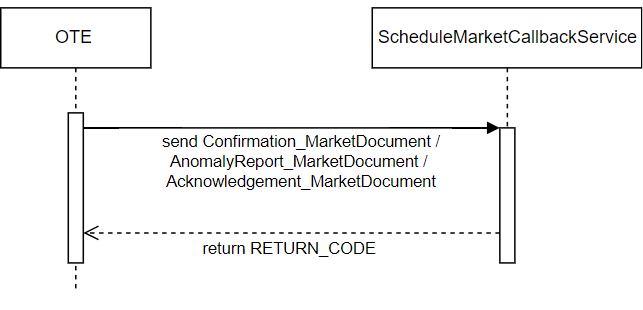 OTE
ScheduleMarketCallbackService
send Confirmation_MarketDocument /
AnomalyReport_MarketDocument /
Acknowledgement_MarketDocument
return RETURN_CODE